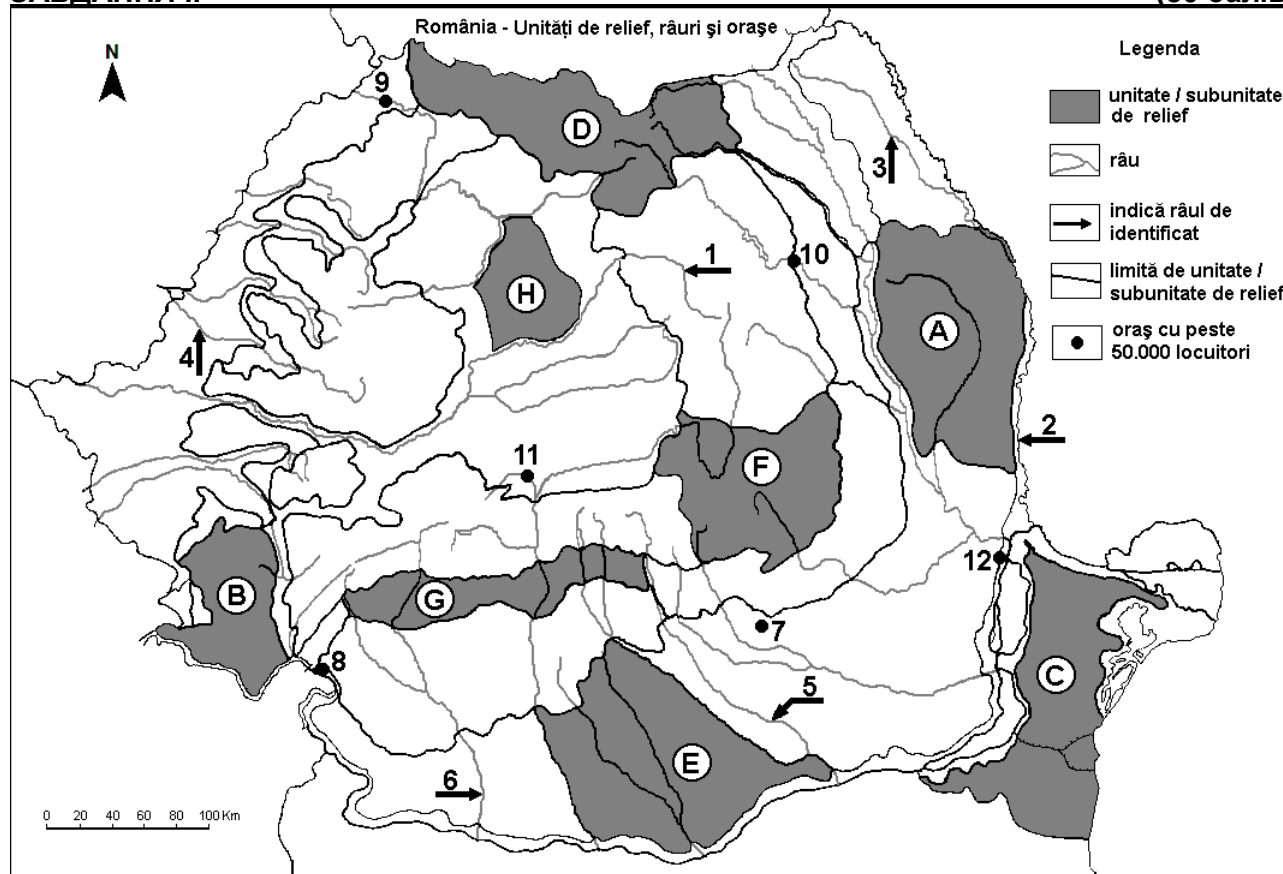 România - Unităţi de relief, râuri şi oraşe
N
Legenda
unitate / subunitate
de relief
râu
indică râul de
identificat
limită de unitate /
subunitate de relief
oraş cu peste
50.000 locuitori
9
D
3
1
10
H
A
4
2
11
F
12
B
G
7
8
C
5
E
6
0 20 40 60 80 100 Km